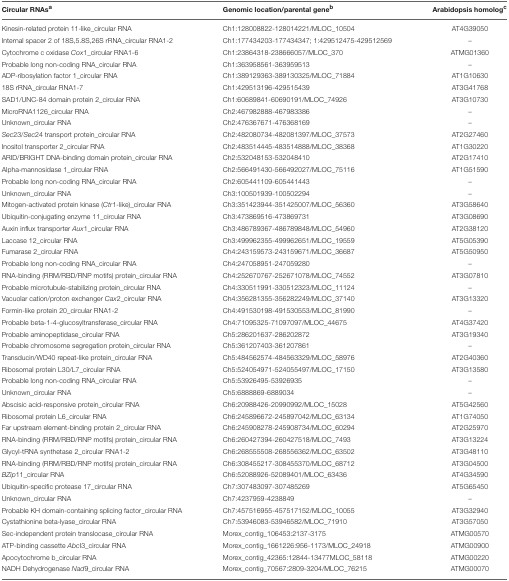 Circular RNAsa Genomic location/parental geneb Arabidopsis homologc
Kinesin-related protein 11-like_circular RNA Ch1:128008822-128014221/MLOC_10504 AT4G39050
Internal spacer 2 of 18S,5.8S,26S rRNA_circular RNA1-2 Ch1:177434203-177434347; 1:429512475-429512569 –
Cytochrome c oxidase Cox1_circular RNA1-6 Ch1:23864318-238666057/MLOC_370 ATMG01360
Probable long non-coding RNA_circular RNA Ch1:363958561-363959513 –
ADP-ribosylation factor 1_circular RNA Ch1:389129363-389130325/MLOC_71884 AT1G10630
18S rRNA_circular RNA1-7 Ch1:429513196-429515439 AT3G41768
SAD1/UNC-84 domain protein 2_circular RNA Ch1:60689841-60690191/MLOC_74926 AT3G10730
MicroRNA1126_circular RNA Ch2:467982888-467983386 –
Unknown_circular RNA Ch2:476367671-476368169 –
Sec23/Sec24 transport protein_circular RNA Ch2:482080734-482081397/MLOC_37573 AT2G27460
Inositol transporter 2_circular RNA Ch2:483514445-483514888/MLOC_38368 AT1G30220
ARID/BRIGHT DNA-binding domain protein_circular RNA Ch2:532048153-532048410 AT2G17410
Alpha-mannosidase 1_circular RNA Ch2:566491430-566492027/MLOC_75116 AT1G51590
Probable long non-coding RNA_circular RNA Ch2:605441109-605441443 –
Unknown_circular RNA Ch3:100501939-100502294 –
Mitogen-activated protein kinase (Ctr1-like)_circular RNA Ch3:351423944-351425007/MLOC_56360 AT3G58640
Ubiquitin-conjugating enzyme 11_circular RNA Ch3:473869516-473869731 AT3G08690
Auxin influx transporter Aux1_circular RNA Ch3:486789367-486789848/MLOC_54960 AT2G38120
Laccase 12_circular RNA Ch3:499962355-499962651/MLOC_19559 AT5G05390
Fumarase 2_circular RNA Ch4:243159573-243159671/MLOC_36687 AT5G50950
Probable long non-coding RNA_circular RNA Ch4:247058951-247059280 –
RNA-binding (RRM/RBD/RNP motifs) protein_circular RNA Ch4:252670767-252671078/MLOC_74552 AT3G07810
Probable microtubule-stabilizing protein_circular RNA Ch4:330511991-330512323/MLOC_11124 –
Vacuolar cation/proton exchanger Cax2_circular RNA Ch4:356281355-356282249/MLOC_37140 AT3G13320
Formin-like protein 20_circular RNA1-2 Ch4:491530198-491530553/MLOC_81990 –
Probable beta-1-4-glucosyltransferase_circular RNA Ch4:71095325-71097097/MLOC_44675 AT4G37420
Probable aminopeptidase_circular RNA Ch5:286201637-286202872 AT3G19340
Probable chromosome segregation protein_circular RNA Ch5:361207403-361207861 –
Transducin/WD40 repeat-like protein_circular RNA Ch5:484562574-484563329/MLOC_58976 AT2G40360
Ribosomal protein L30/L7_circular RNA Ch5:524054971-524055497/MLOC_17150 AT3G13580
Probable long non-coding RNA_circular RNA Ch5:53926495-53926935 –
Unknown_circular RNA Ch5:6888869-6889034 –
Abscisic acid-responsive protein_circular RNA Ch6:20988426-20990992/MLOC_15028 AT5G42560
Ribosomal protein L6_circular RNA Ch6:245896672-245897042/MLOC_63134 AT1G74050
Far upstream element-binding protein 2_circular RNA Ch6:245908278-245908734/MLOC_60294 AT2G25970
RNA-binding (RRM/RBD/RNP motifs) protein_circular RNA Ch6:260427394-260427518/MLOC_7493 AT3G13224
Glycyl-tRNA synthetase 2_circular RNA1-2 Ch6:268555508-268556362/MLOC_63502 AT3G48110
RNA-binding (RRM/RBD/RNP motifs) protein_circular RNA Ch6:308455217-308455370/MLOC_68712 AT3G04500
BZip11_circular RNA Ch6:52088926-52089401/MLOC_63436 AT4G34590
Ubiquitin-specific protease 17_circular RNA Ch7:307483097-307485269 AT5G65450
Unknown_circular RNA Ch7:4237959-4238849 –
Probable KH domain-containing splicing factor_circular RNA Ch7:457516955-457517152/MLOC_10055 AT3G32940
Cystathionine beta-lyase_circular RNA Ch7:53946083-53946582/MLOC_71910 AT3G57050
Sec-independent protein translocase_circular RNA Morex_contig_106453:2137-3175 ATMG00570
ATP-binding cassette Abcl3_circular RNA Morex_contig_1661226:956-1173/MLOC_24918 ATMG00900
Apocytochrome b_circular RNA Morex_contig_42365:12844-13477MLOC_58118 ATMG00220
NADH Dehydrogenase Nad9_circular RNA Morex_contig_70567:2809-3204/MLOC_76215 ATMG00070